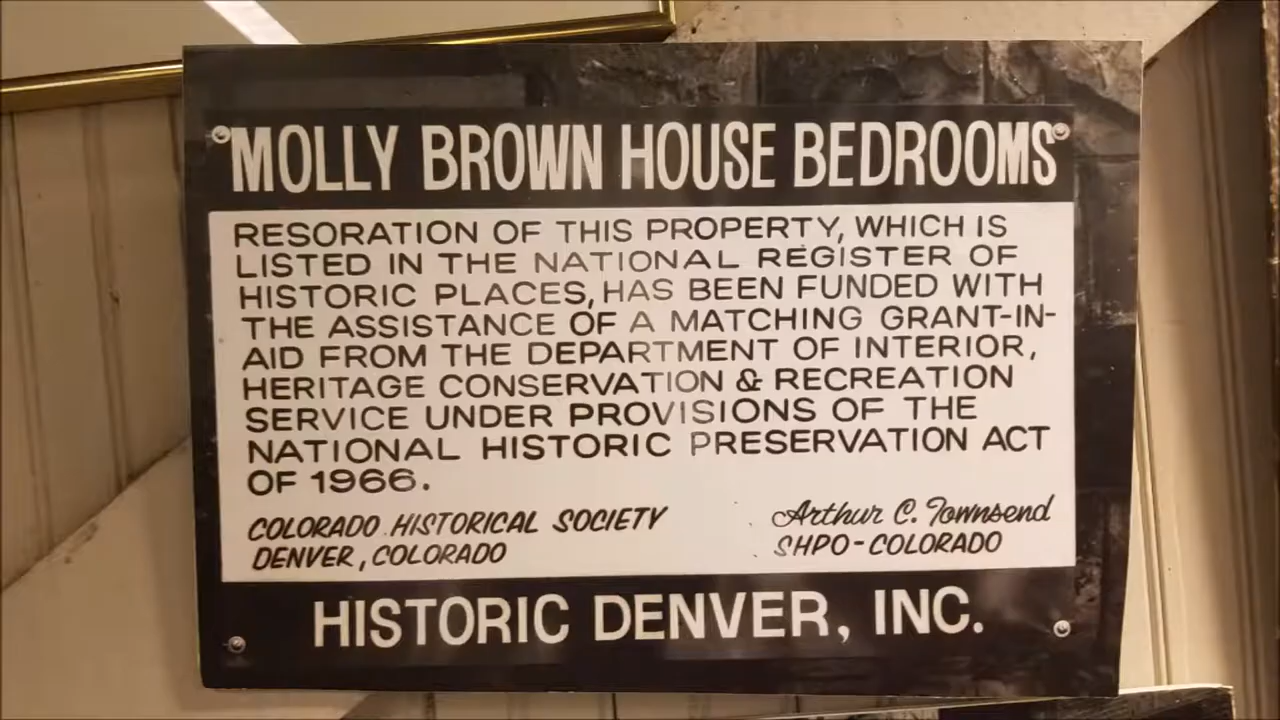 MOLLY BROWN HOUSE BEDROOMS
RESORATION OF THIS PROPERTY, WHICH IS
LISTED IN THE NATIONAL REGISTER OF
HISTORIC PLACES, HAS BEEN FUNDED WITH
THE ASSISTANCE OF A MATCHING GRANT-IN-
AID FROM THE DEPARTMENT OF INTERIOR,
HERITAGE CONSERVATION & RECREATION
SERVICE UNDER PROVISIONS OF THE
NATIONAL HISTORIC PRESERVATION ACT
OF 1966.
COLORADO HISTORICAL SOCIETY
DENVER, COLORADO
Arthur C. Townsend
SHPO-COLORADO
HISTORIC DENVER, INC.